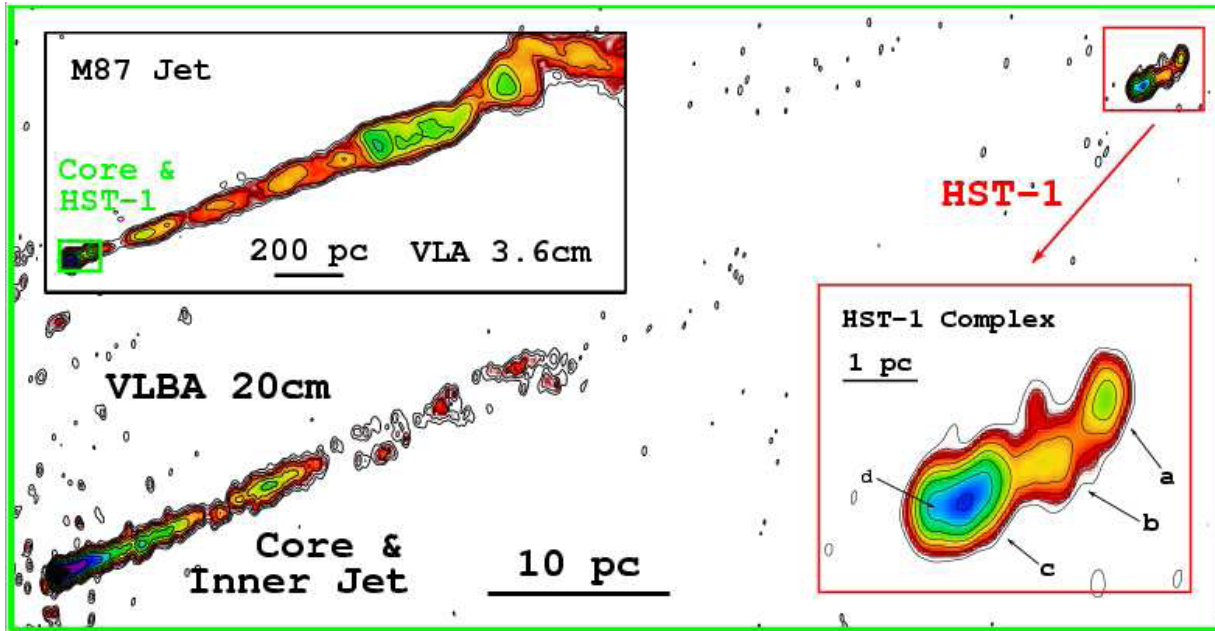 M87 Jet
Core &
HST-1
200 pc
VLA 3.6cm
HST-1
HST-1 Complex
1 pc
a
d
b
c
VLBA 20cm
Core &
Inner Jet
10 pc